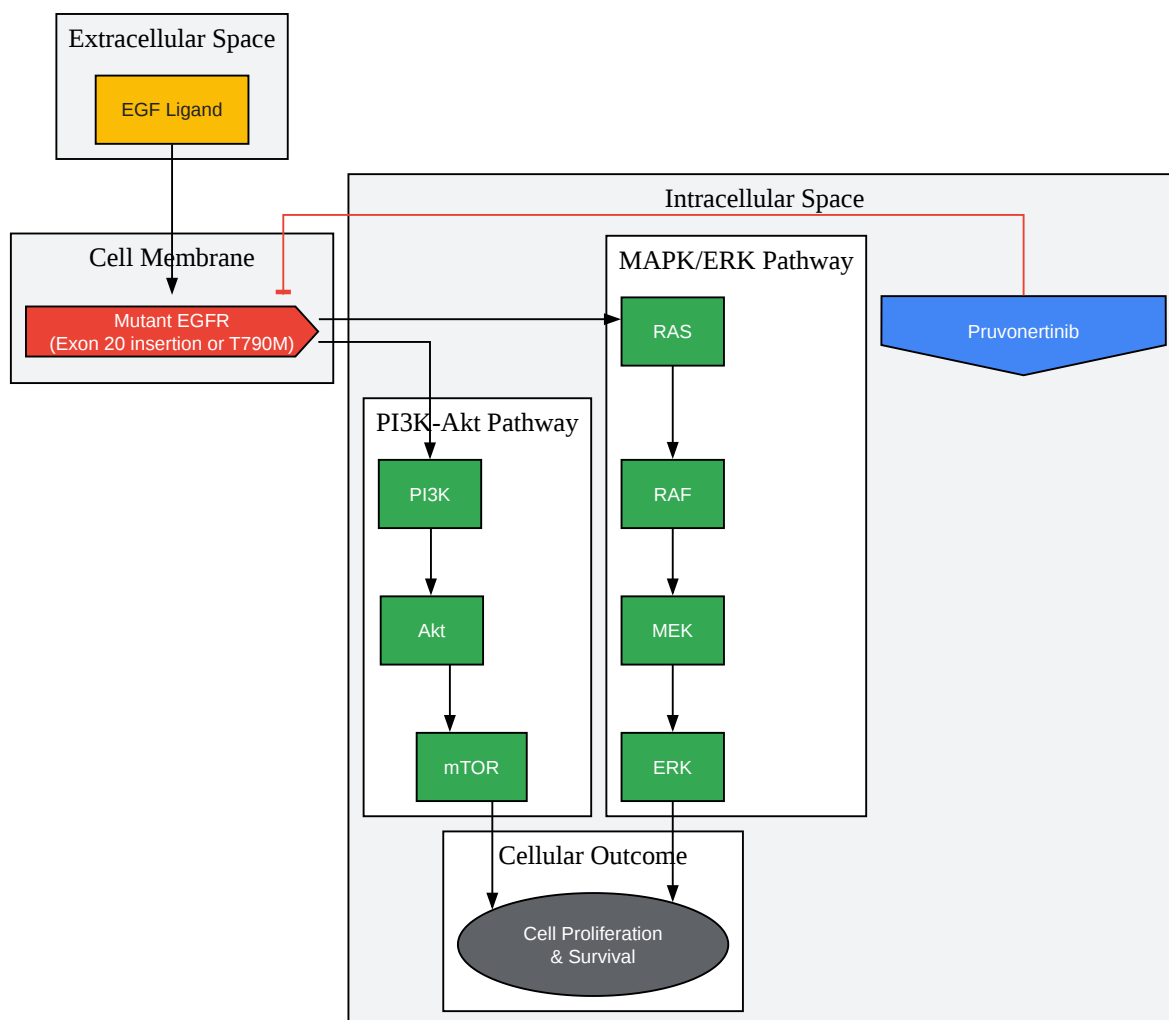 Extracellular Space
EGF Ligand
Intracellular Space
Cell Membrane
Mutant EGFR
(Exon 20 insertion or T790M)
MAPK/ERK Pathway
RAS
Pruvonertinib
PI3K-Akt Pathway
PI3K
RAF
Akt
MEK
mTOR
ERK
Cellular Outcome
Cell Proliferation
& Survival